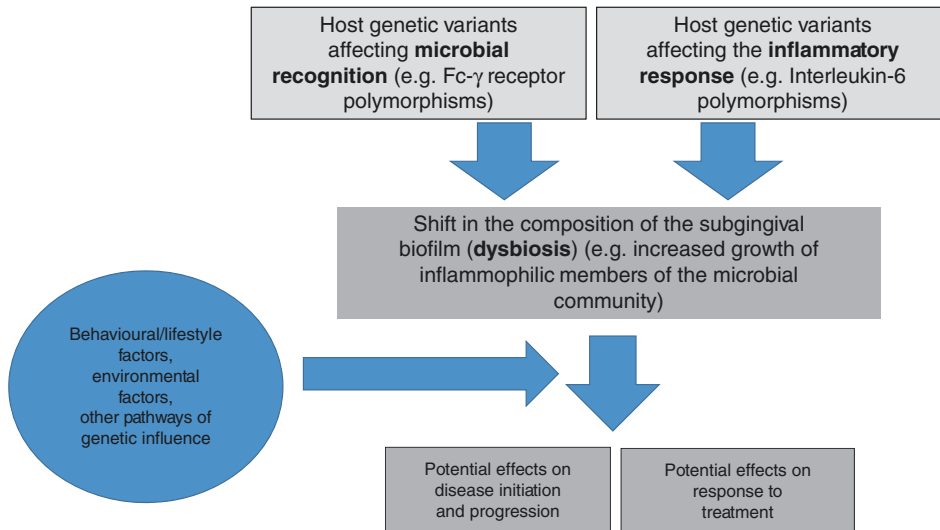 Host genetic variants
affecting microbial
recognition (e.g. Fc-γ receptor
polymorphisms)
Host genetic variants
affecting the inflammatory
response (e.g. Interleukin-6
polymorphisms)
Shift in the composition of the subgingival
biofilm (dysbiosis) (e.g. increased growth of
inflammophilic members of the microbial
community)
Behavioural/lifestyle
factors,
environmental
factors,
other pathways of
genetic influence
Potential effects on
disease initiation
and progression
Potential effects on
response to
treatment